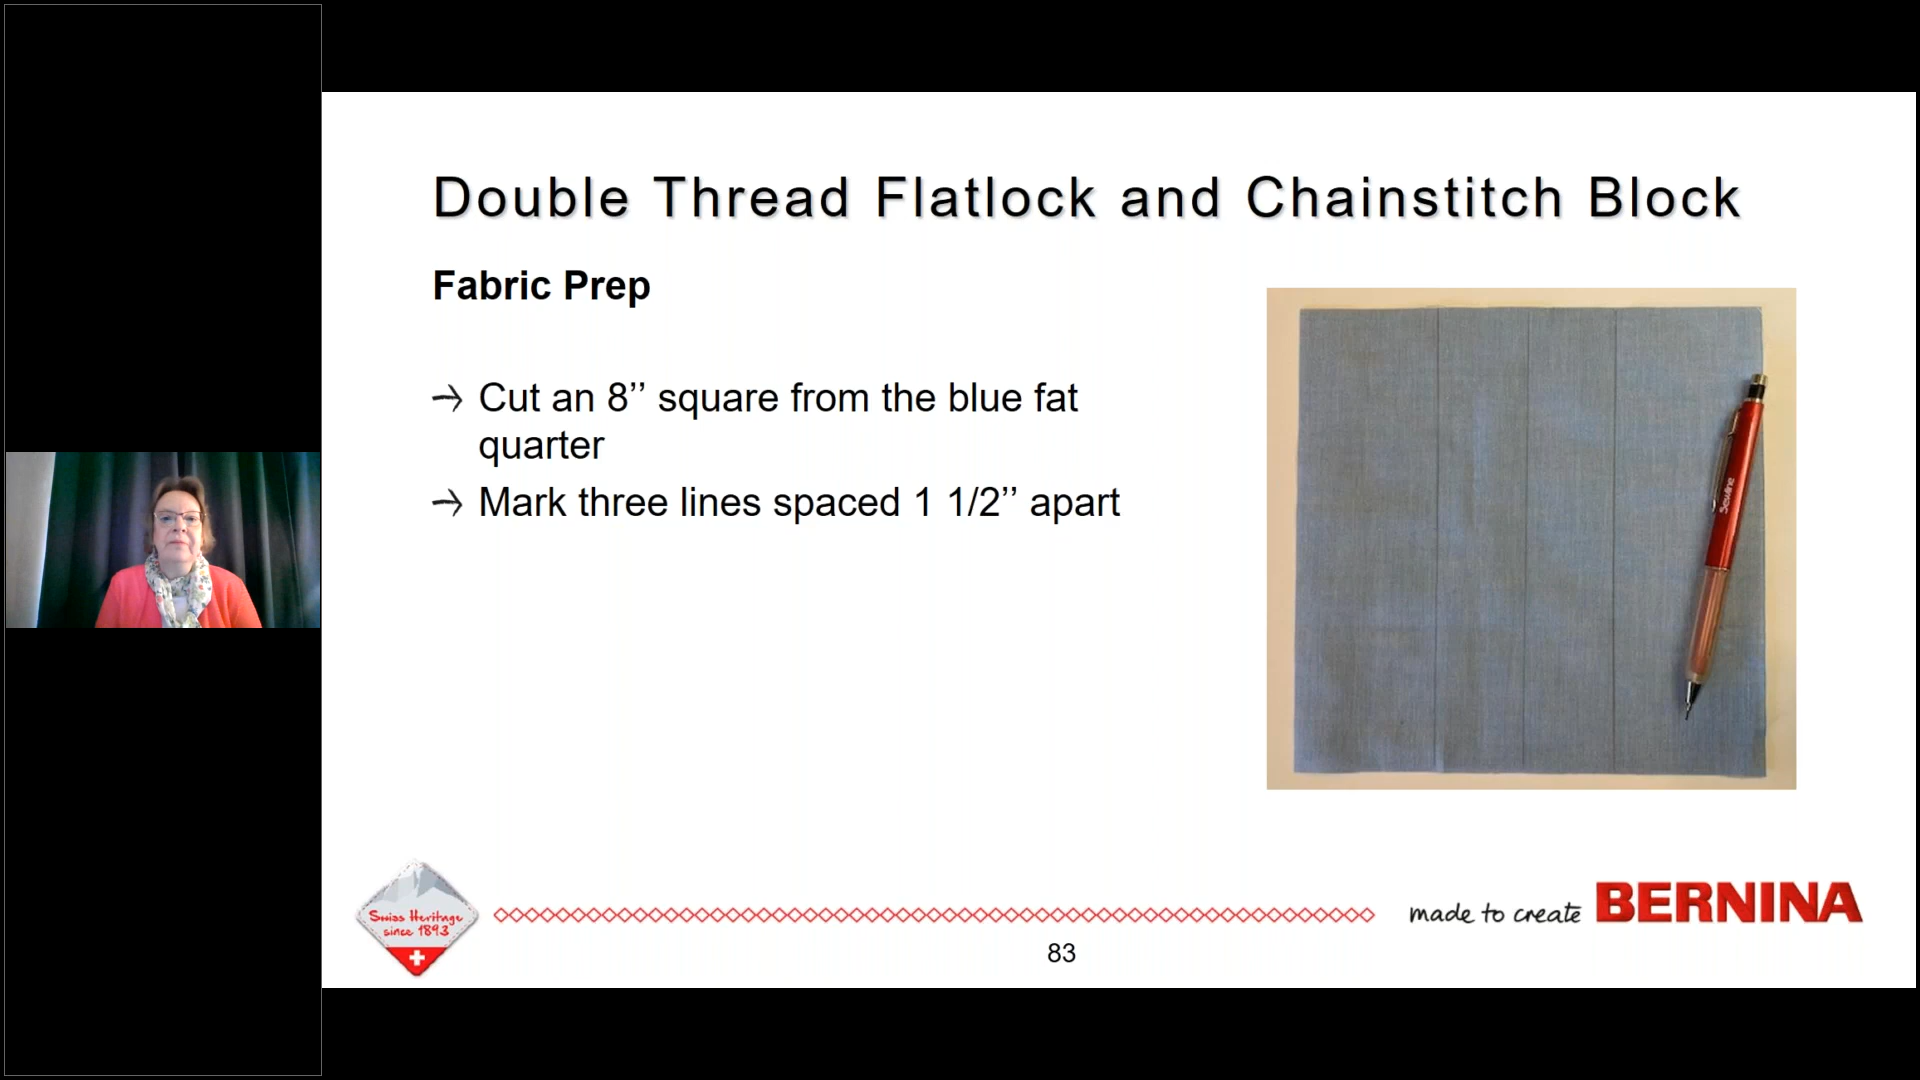 Double Thread Flatlock and Chainstitch Block
Fabric Prep
Cut an 8’’ square from the blue fat
quarter
Mark three lines spaced 1 1/2’’ apart
Sewline
Swiss Heritage
since 1893
made to create BERNINA
83